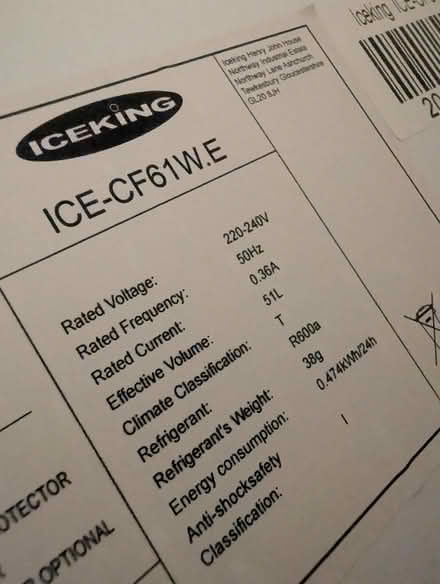 ICEKING
Iceking Henry John House
Northway Industrial Estate
Northway Lane Ashchurch
Tewkesbury Gloucestershire
GL20 8JH
Iceking
20
ICE-CF61W.E
Rated Voltage: 220-240V
Rated Frequency: 50Hz
Rated Current: 0.36A
Effective Volume: 51L
Climate Classification: T
Refrigerant: R600a
Refrigerant's Weight: 38g
Energy consumption: 0.474kWh/24h
Anti-shocksafety
Classification: I
OTECTOR
OPTIONAL